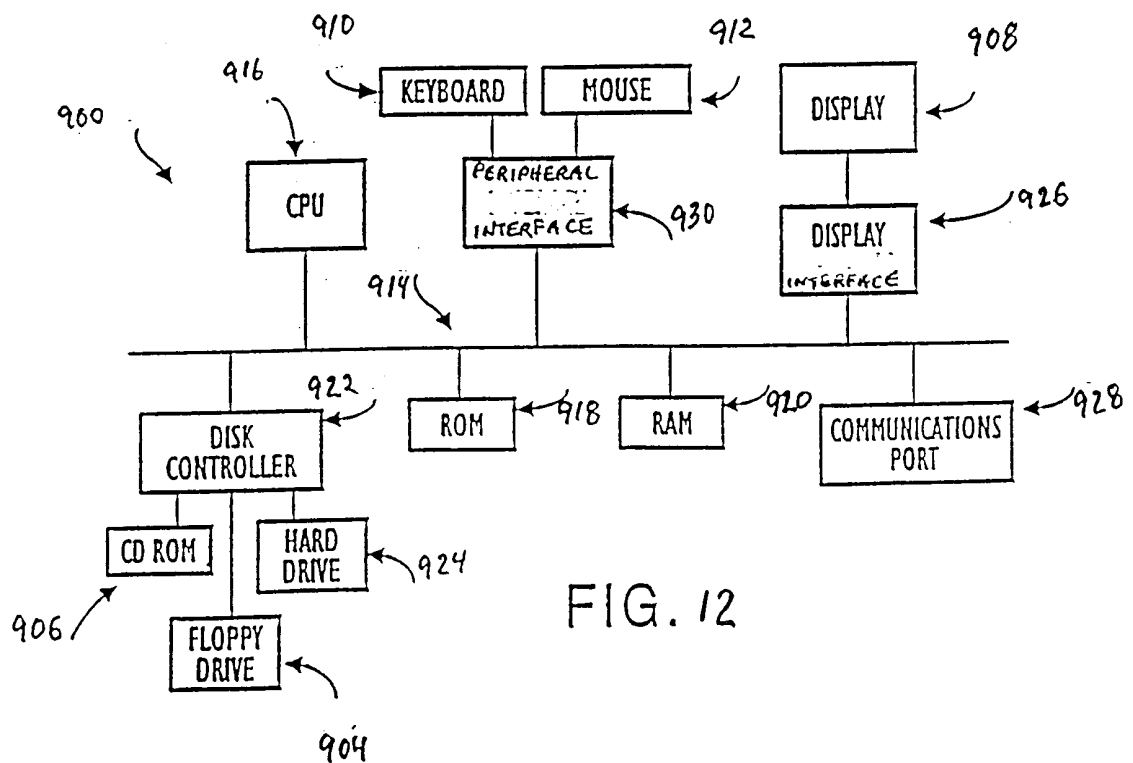 910
912
908
916
KEYBOARD
MOUSE
900
DISPLAY
CPU
PERIPHERAL
INTERFACE
930
926
DISPLAY
INTERFACE
914
922
918
920
928
ROM
RAM
DISK
CONTROLLER
COMMUNICATIONS
PORT
CD ROM
HARD
DRIVE
924
FIG. 12
906
FLOPPY
DRIVE
904